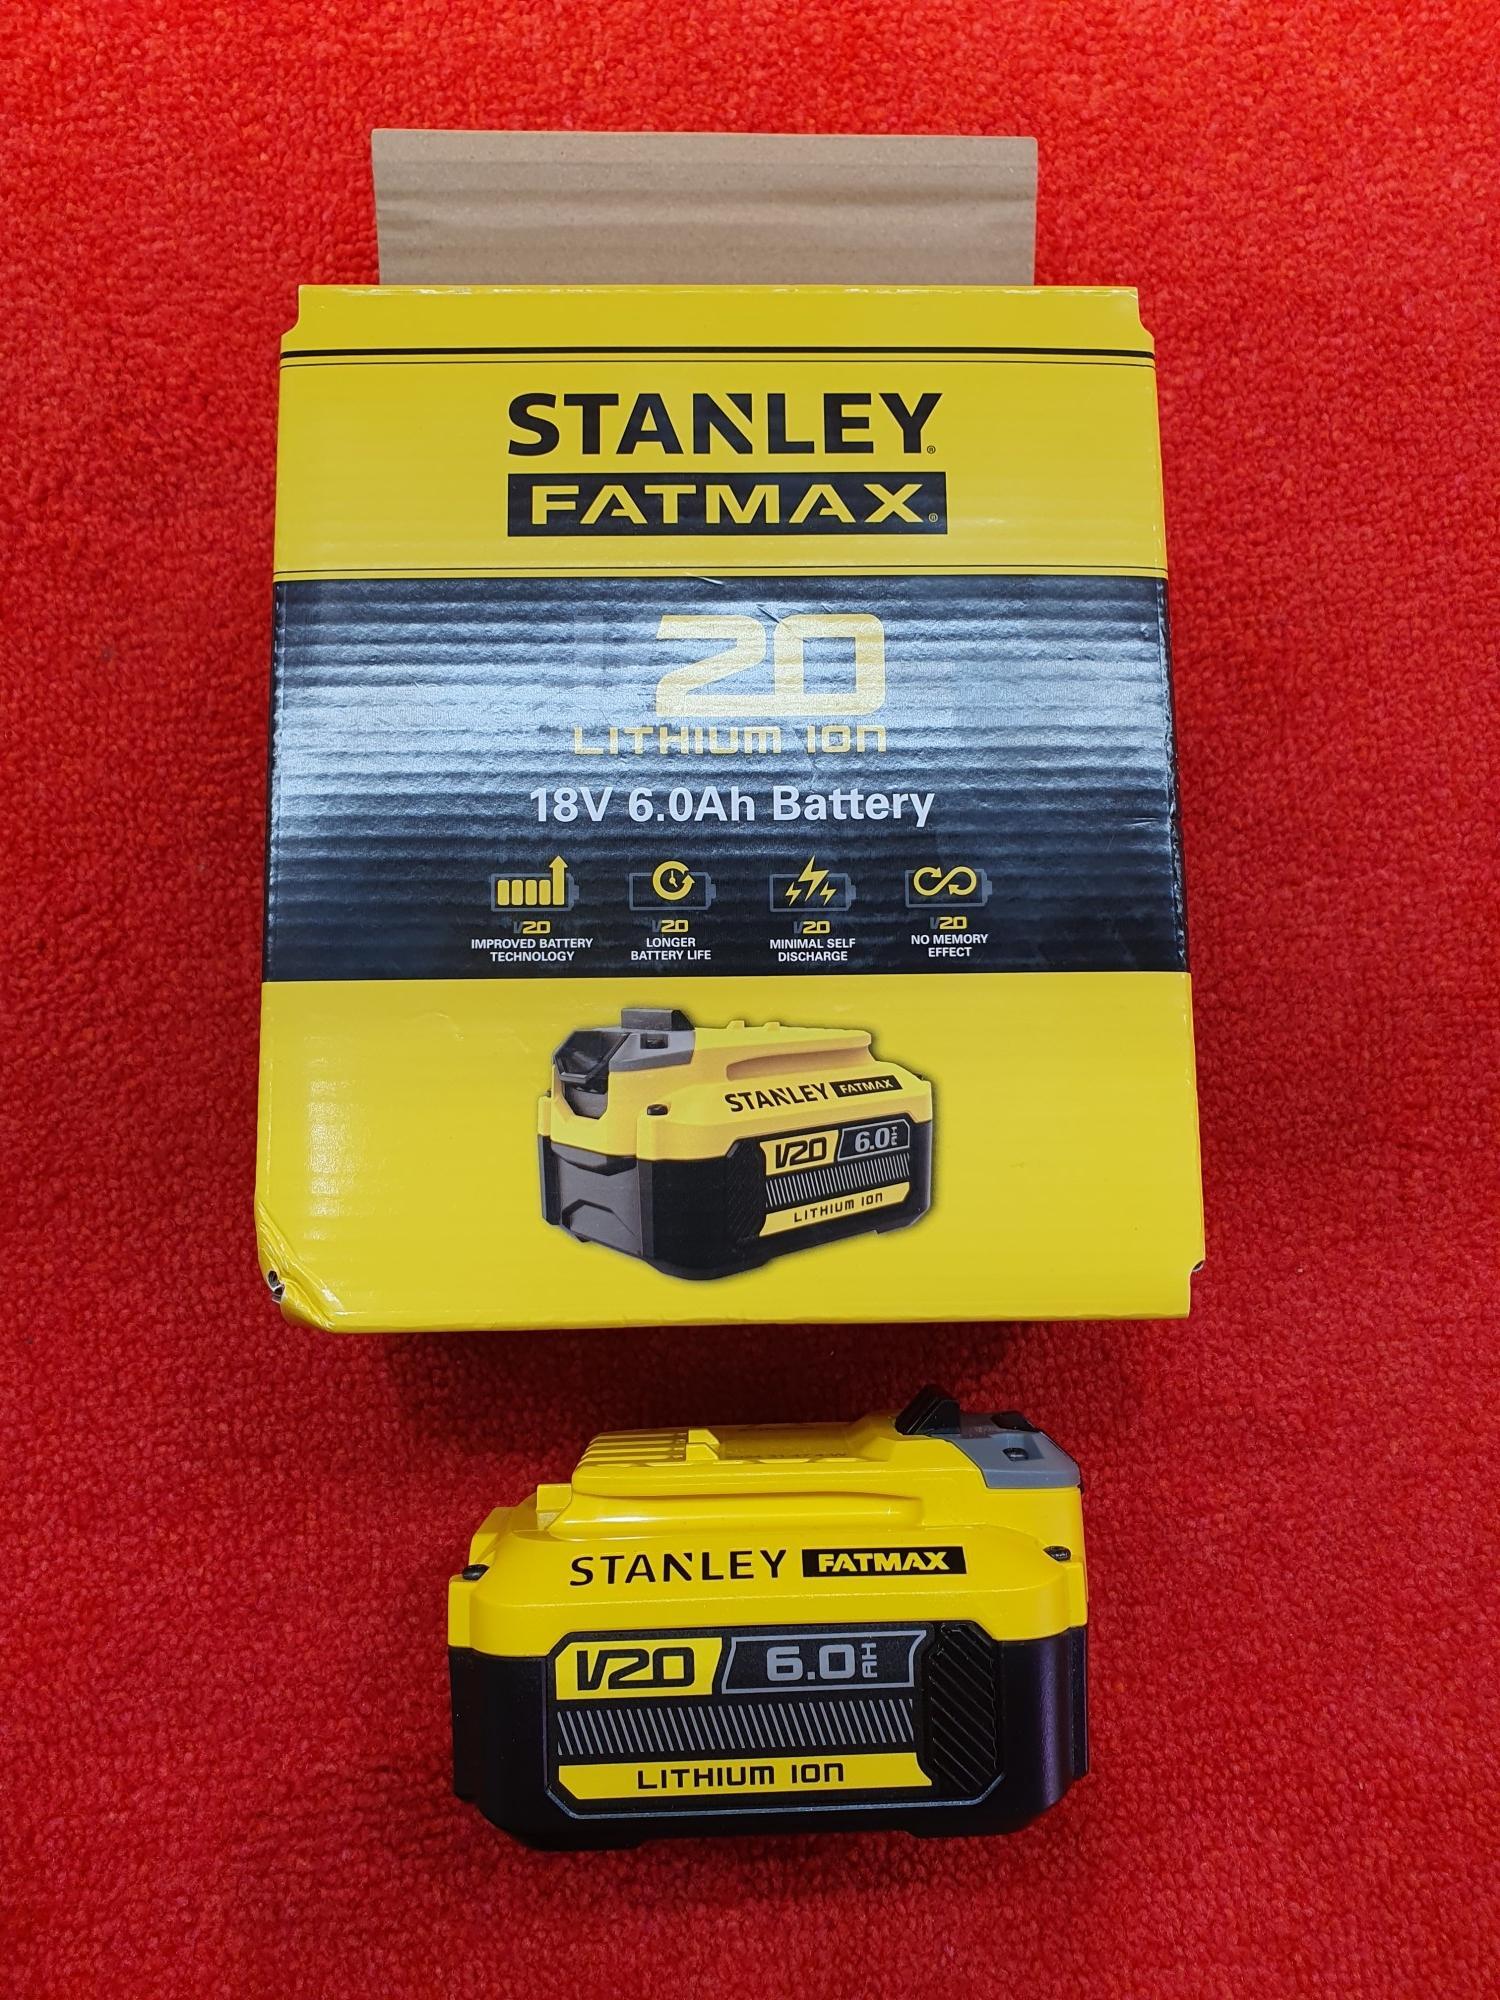 STANLEY®
FATMAX®
V20
LITHIUM ION
18V 6.0Ah Battery
V20
IMPROVED BATTERY
TECHNOLOGY
V20
LONGER
BATTERY LIFE
V20
MINIMAL SELF
DISCHARGE
V20
NO MEMORY
EFFECT
STANLEY FATMAX
V20 6.0AH
LITHIUM ION
STANLEY FATMAX
V20 6.0AH
LITHIUM ION